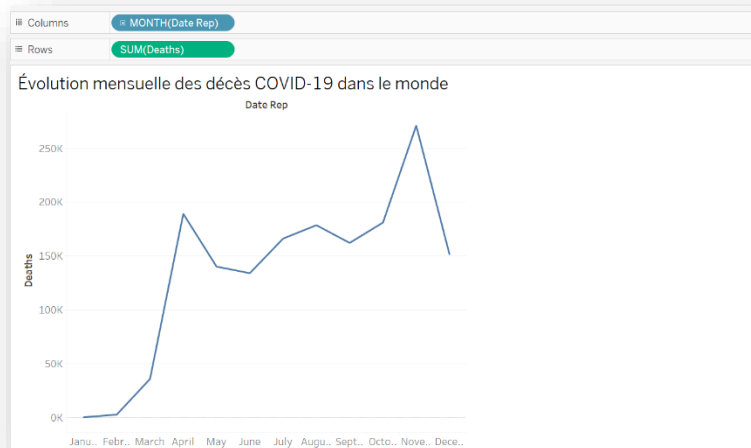 Columns
MONTH(Date Rep)
Rows
SUM(Deaths)
Évolution mensuelle des décès COVID-19 dans le monde
Date Rep
250K
200K
150K
100K
50K
0K
Deaths
Janu.. Febr.. March April May June July Augu.. Sept.. Octo.. Nove.. Dece..